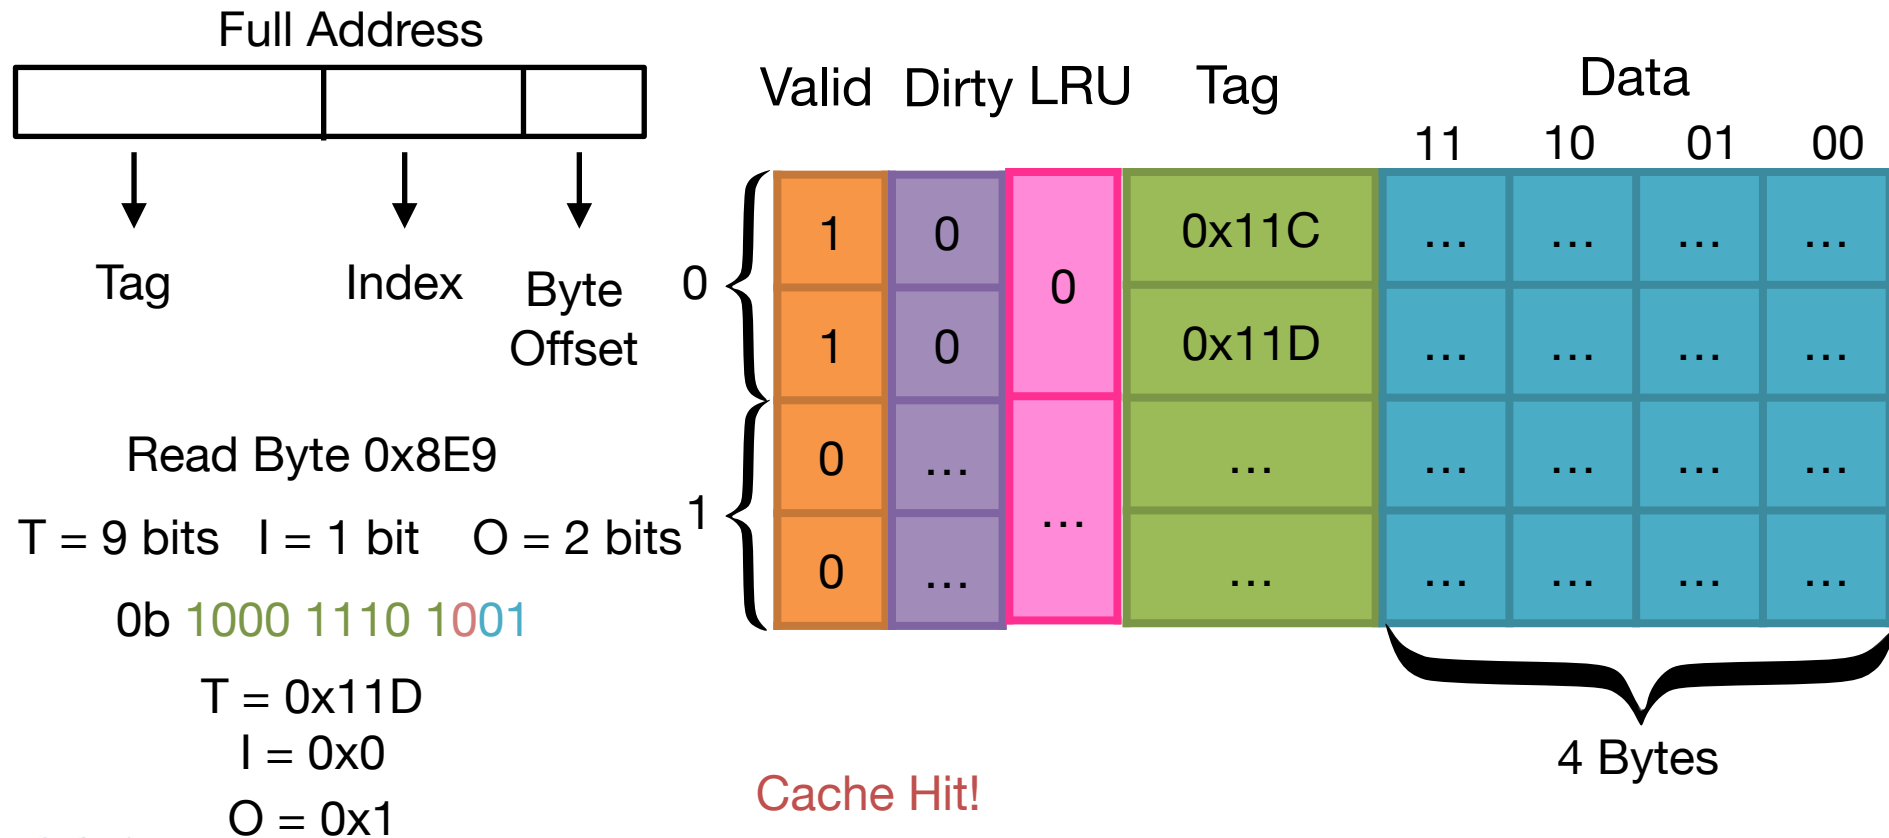 Full Address
Tag Index Byte Offset
Read Byte 0x8E9
T = 9 bits I = 1 bit O = 2 bits
0b 1000 1110 1001
T = 0x11D
I = 0x0
O = 0x1
Valid Dirty LRU Tag Data
11 10 01 00
0 1 0 0 0x11C ... ... ... ...
1 0 0x11D ... ... ... ...
1 0 ... ... ... ... ... ... ...
0 ... ... ... ... ... ...
4 Bytes
Cache Hit!